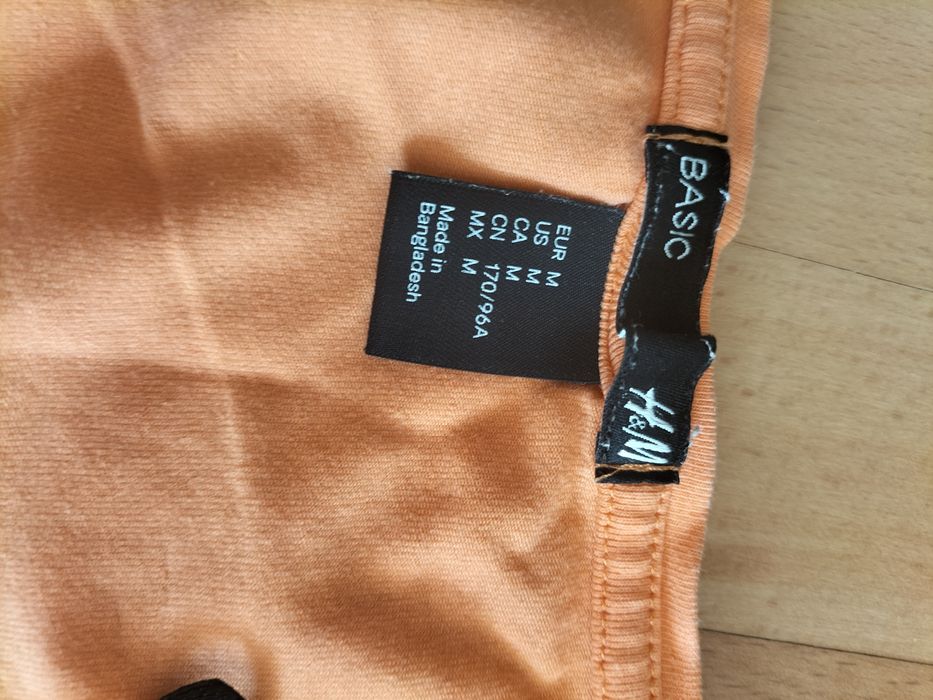 BASIC
H&M
EUR M
US M
CA M
CN 170/96A
MX M
Made in
Bangladesh